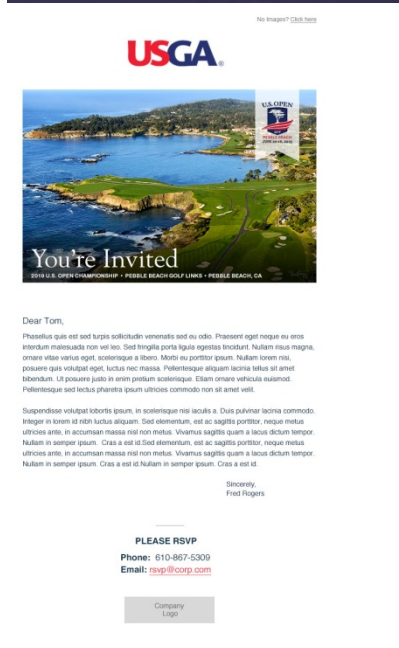 No Images? Click here
USGA®
U.S. OPEN
PEBBLE BEACH
You're Invited
2019 U.S. OPEN CHAMPIONSHIP • PEBBLE BEACH GOLF LINKS • PEBBLE BEACH, CA
Dear Tom,
Phasellus quis est sed turpis sollicitudin venenatis sed eu odio. Praesent eget neque eu eros
interdum malesuada non vel leo. Sed fringilla porta ligula egestas tincidunt. Nullam risus magna,
ornare vitae varius eget, scelerisque a libero. Morbi eu porttitor ipsum. Nullam lorem nisi,
posuere quis volutpat eget, luctus nec massa. Pellentesque aliquam lacinia tellus sit amet
bibendum. Ut posuere justo in enim pretium scelerisque. Etiam ornare vehicula euismod.
Pellentesque sed lectus pharetra ipsum ultricies commodo non sit amet velit.
Suspendisse volutpat lobortis ipsum, in scelerisque nisi iaculis a. Duis pulvinar lacinia commodo.
Integer in lorem id nibh luctus aliquam. Sed elementum, est ac sagittis porttitor, neque metus
ultricies ante, in accumsan massa nisl non metus. Vivamus sagittis quam a lacus dictum tempor.
Nullam in semper ipsum. Cras a est id.Sed elementum, est ac sagittis porttitor, neque metus
ultricies ante, in accumsan massa nisl non metus. Vivamus sagittis quam a lacus dictum tempor.
Nullam in semper ipsum. Cras a est id.Nullam in semper ipsum. Cras a est id.
Sincerely,
Fred Rogers
PLEASE RSVP
Phone: 610-867-5309
Email: rsvp@corp.com
Company
Logo